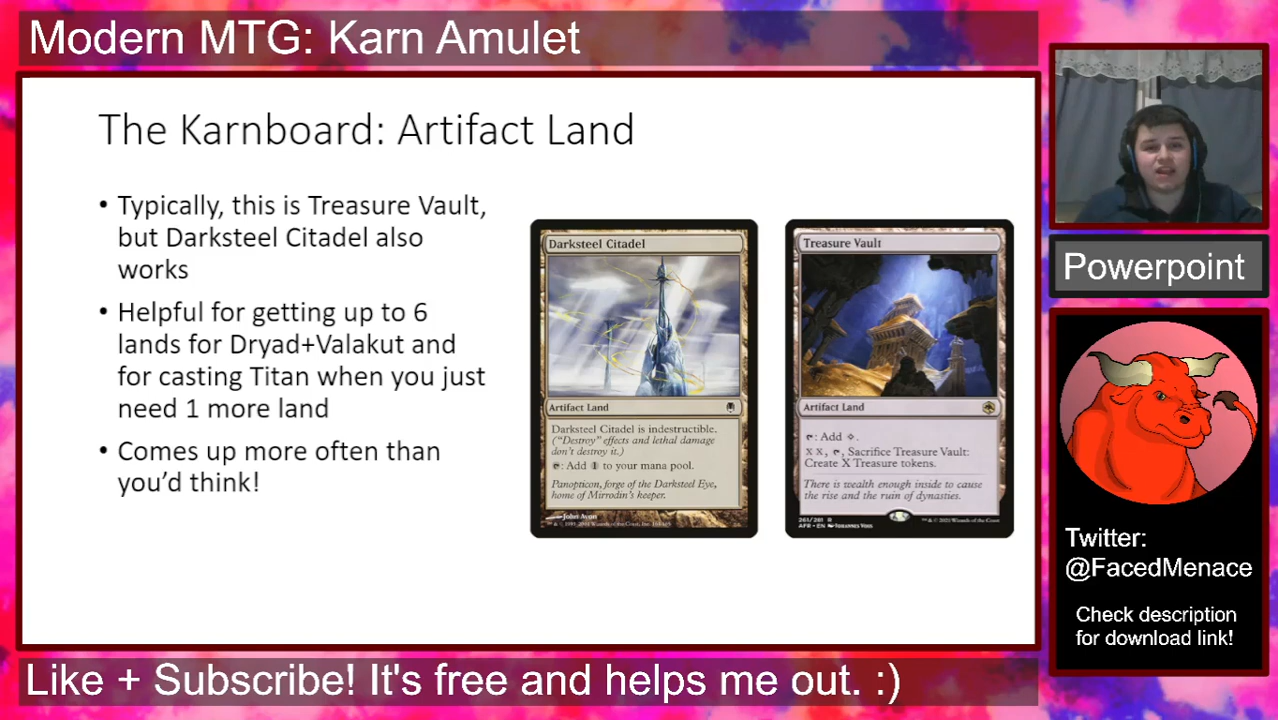 Modern MTG: Karn Amulet
The Karnboard: Artifact Land
• Typically, this is Treasure Vault,
but Darksteel Citadel also
works
• Helpful for getting up to 6
lands for Dryad+Valakut and
for casting Titan when you just
need 1 more land
• Comes up more often than
you'd think!
Darksteel Citadel
Artifact Land
Darksteel Citadel is indestructible.
("Destroy" effects and lethal damage
don't destroy it.)
: Add 1 to your mana pool.
Panopticon, forge of the Darksteel Eye,
home of Mirrodin's keeper.
John Avon
Treasure Vault
Artifact Land
: Add .
X X, , Sacrifice Treasure Vault:
Create X Treasure tokens.
There is wealth enough inside to cause
the rise and the ruin of dynasties.
261/281 R
AFR • EN
Powerpoint
Twitter:
@FacedMenace
Check description
for download link!
Like + Subscribe! It's free and helps me out. :)